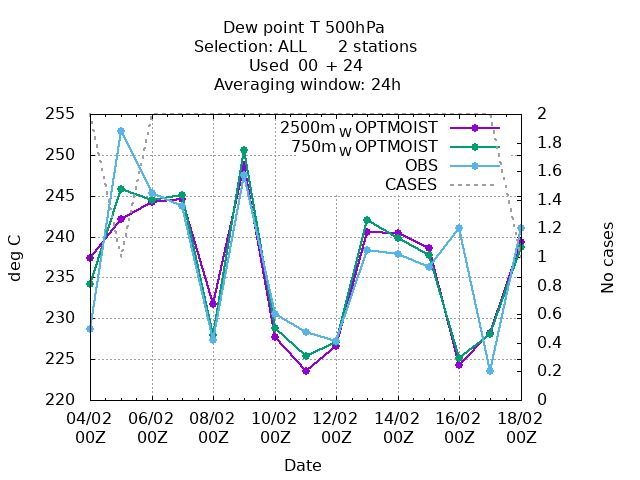 Dew point T 500hPa
Selection: ALL 2 stations
Used 00 + 24
Averaging window: 24h
255
250
245
240
235
230
225
220
deg C
2
1.8
1.6
1.4
1.2
1
0.8
0.6
0.4
0.2
0
No cases
2500m W OPTMOIST
750m W OPTMOIST
OBS
CASES
04/02 06/02 08/02 10/02 12/02 14/02 16/02 18/02
00Z 00Z 00Z 00Z 00Z 00Z 00Z 00Z
Date